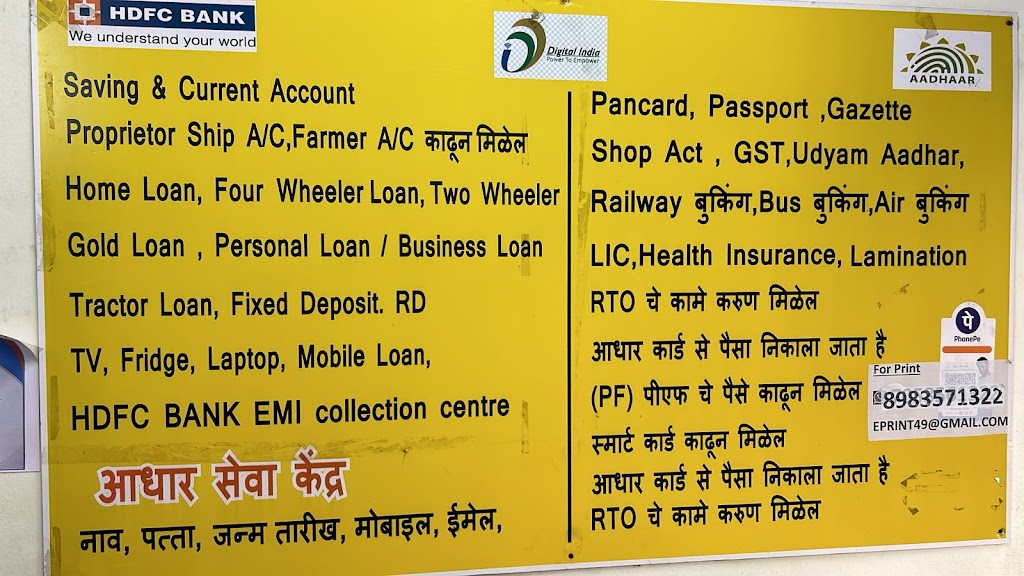 HDFC BANK
We understand your world
Digital India
Power To Empower
AADHAAR
Saving & Current Account
Proprietor Ship A/C,Farmer A/C काढून मिळेल
Home Loan, Four Wheeler Loan, Two Wheeler
Gold Loan , Personal Loan / Business Loan
Tractor Loan, Fixed Deposit. RD
TV, Fridge, Laptop, Mobile Loan,
HDFC BANK EMI collection centre
आधार सेवा केंद्र
नाव, पत्ता, जन्म तारीख, मोबाइल, ईमेल,
Pancard, Passport ,Gazette
Shop Act , GST,Udyam Aadhar,
Railway बुकिंग,Bus बुकिंग,Air बुकिंग
LIC,Health Insurance, Lamination
RTO चे कामे करुण मिळेल
आधार कार्ड से पैसा निकाला जाता है
(PF) पीएफ चे पैसे काढून मिळेल
स्मार्ट कार्ड काढून मिळेल
आधार कार्ड से पैसा निकाला जाता है
RTO चे कामे करुण मिळेल
पे
PhonePe
For Print
8983571322
EPRINT49@GMAIL.COM